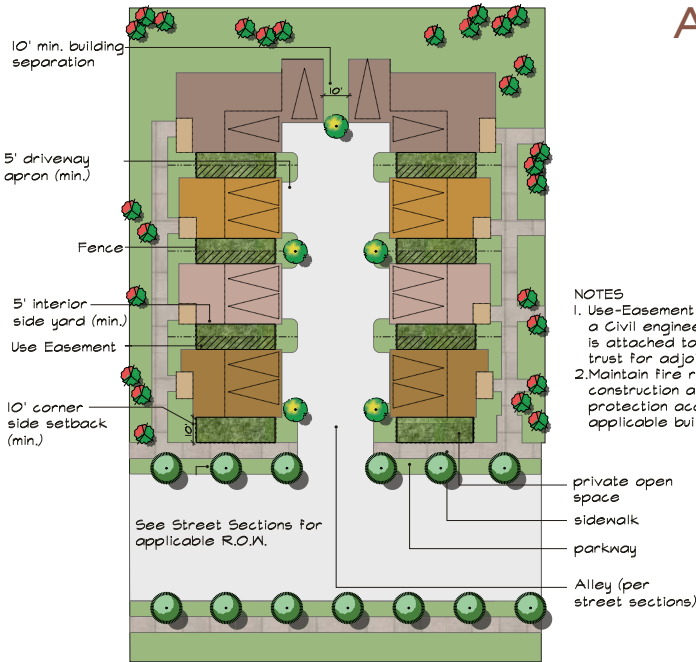 A
10' min. building
separation
10'
5' driveway
apron (min.)
Fence
5' interior
side yard (min.)
Use Easement
10' corner
side setback
(min.)
10'
NOTES
1. Use-Easement
a Civil engine
is attached to
trust for adjo
2.Maintain fire r
construction a
protection acc
applicable bui
See Street Sections for
applicable R.O.W.
private open
space
sidewalk
parkway
Alley (per
street sections)